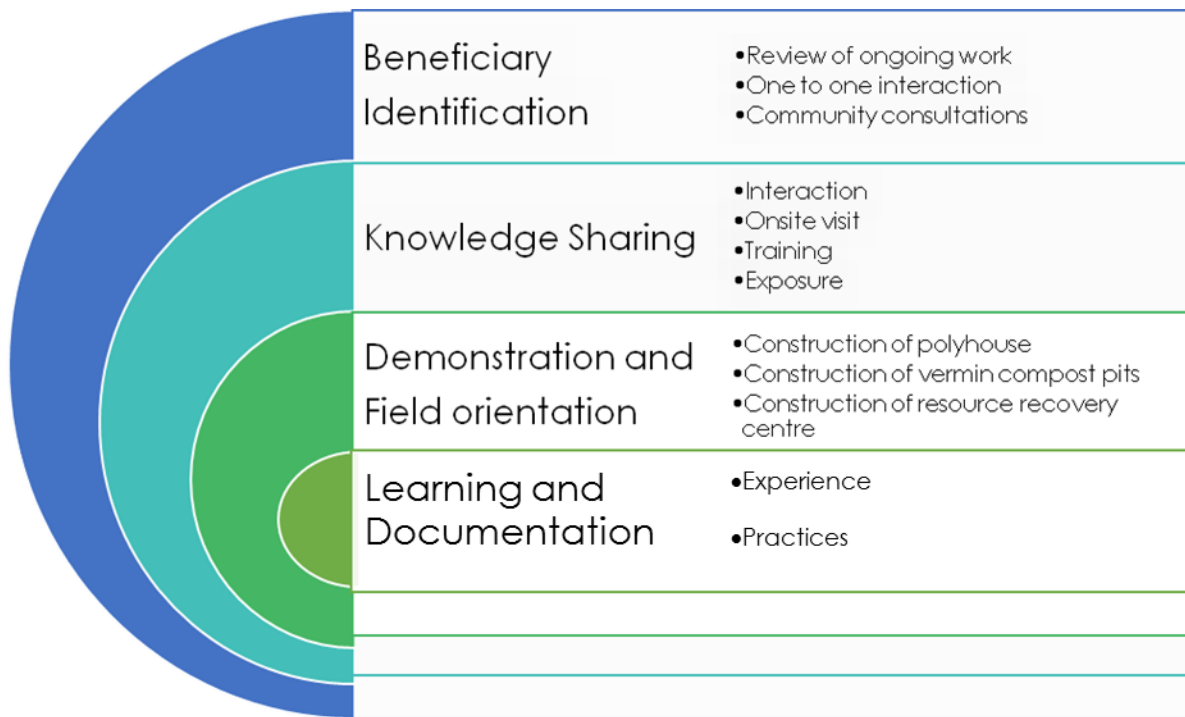 Beneficiary
Identification
•Review of ongoing work
•One to one interaction
•Community consultations
Knowledge Sharing
•Interaction
•Onsite visit
•Training
•Exposure
Demonstration and
Field orientation
•Construction of polyhouse
•Construction of vermin compost pits
•Construction of resource recovery
centre
Learning and
Documentation
•Experience
•Practices